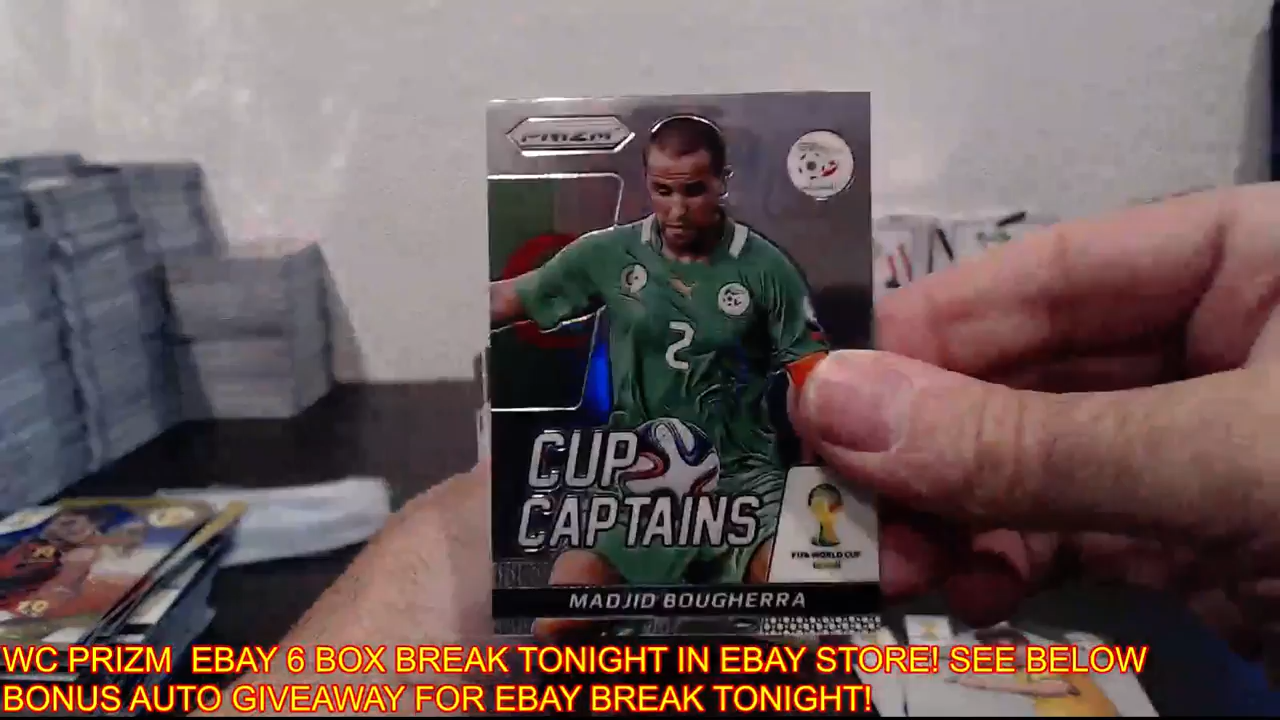 PRIZM
2
CUP
CAPTAINS
FIFA WORLD CUP
MADJID BOUGHERRA
WC PRIZM EBAY 6 BOX BREAK TONIGHT IN EBAY STORE! SEE BELOW
BONUS AUTO GIVEAWAY FOR EBAY BREAK TONIGHT!